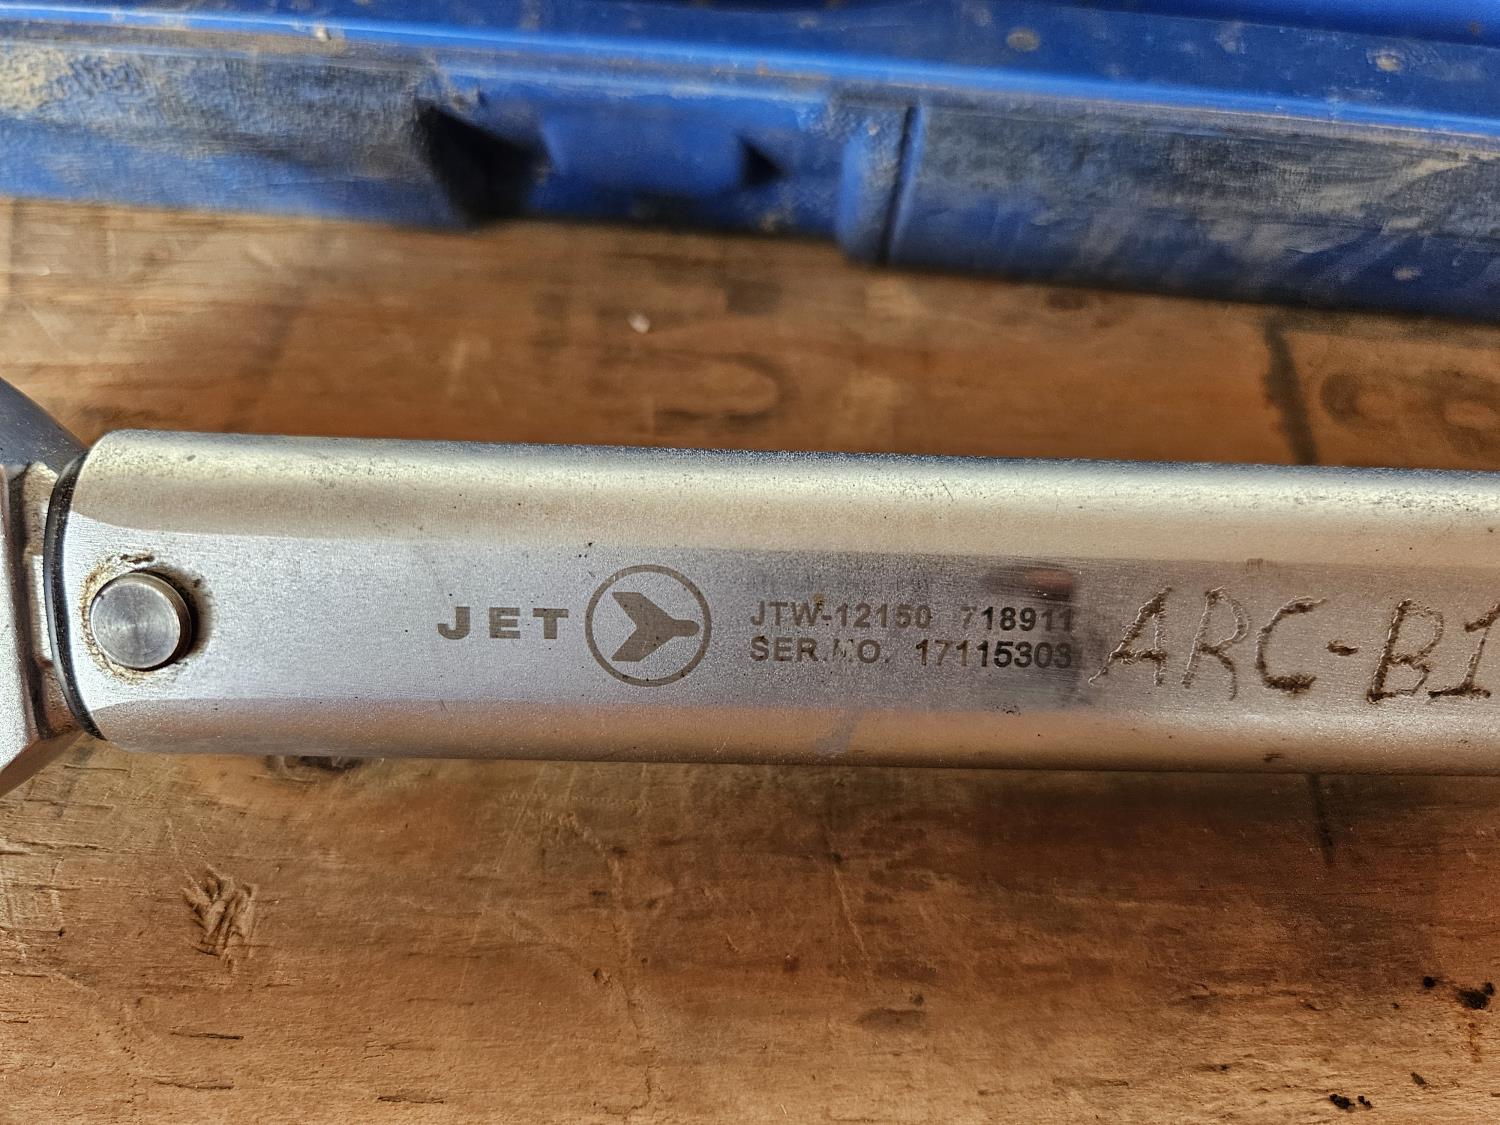 JET
JTW-12150 718911
SER.NO. 17115303
ARC-B1